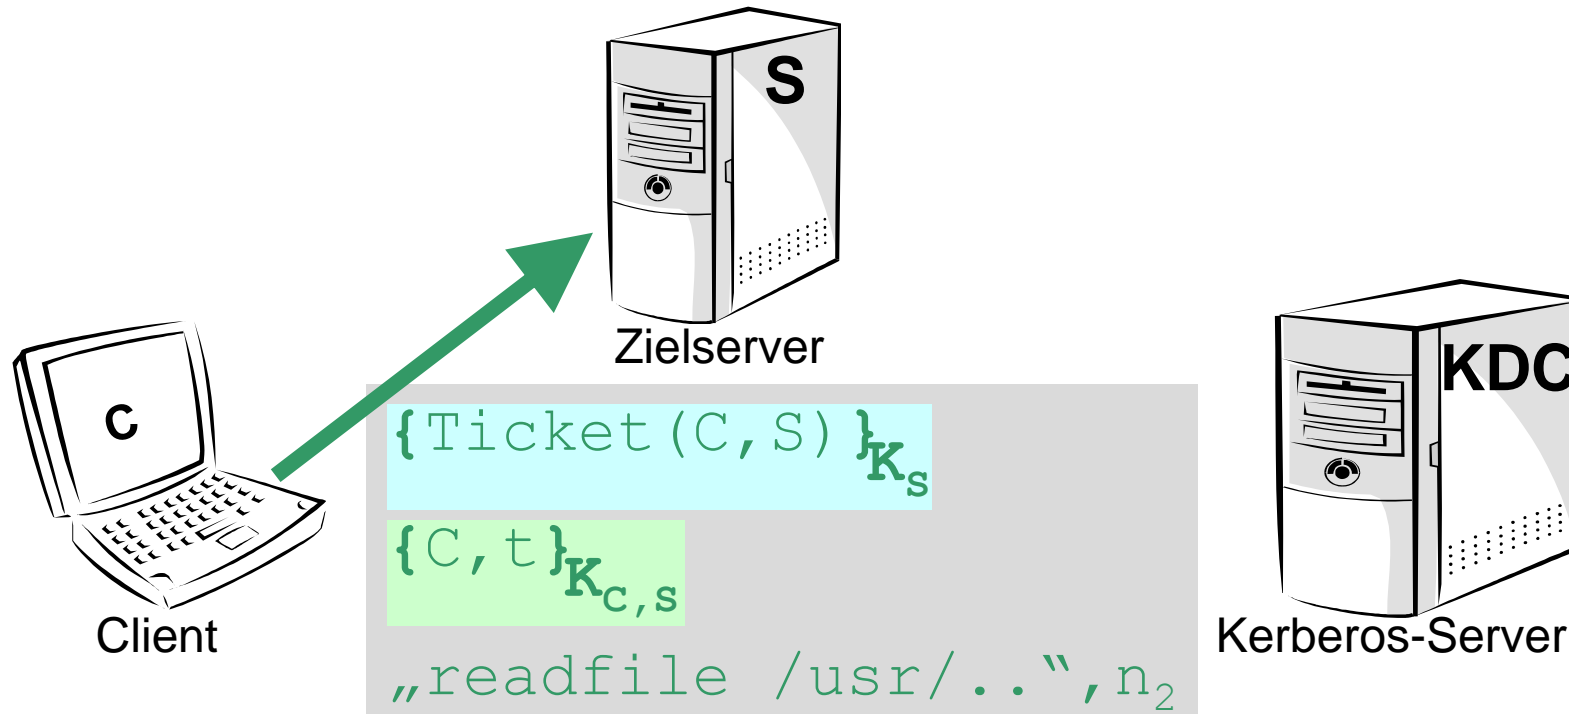 S
Zielserver
KDC
C
{Ticket(C,S)}Ks
{C,t}Kc,s
Client
Kerberos-Server
„readfile /usr/..“,n2